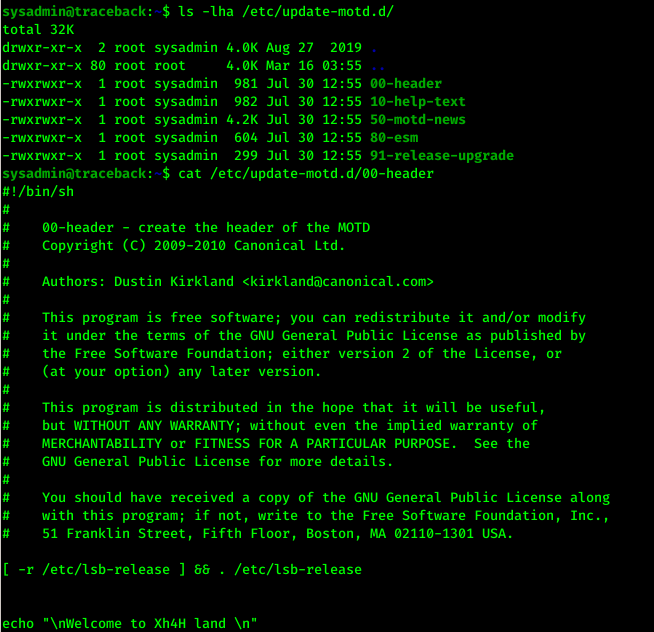 sysadmin@traceback:~$ ls -lha /etc/update-motd.d/
total 32K
drwxr-xr-x  2 root sysadmin 4.0K Aug 27  2019 .
drwxr-xr-x 80 root root     4.0K Mar 16 03:55 ..
-rwxrwxr-x  1 root sysadmin  981 Jul 30 12:55 00-header
-rwxrwxr-x  1 root sysadmin  982 Jul 30 12:55 10-help-text
-rwxrwxr-x  1 root sysadmin 4.2K Jul 30 12:55 50-motd-news
-rwxrwxr-x  1 root sysadmin  604 Jul 30 12:55 80-esm
-rwxrwxr-x  1 root sysadmin  299 Jul 30 12:55 91-release-upgrade
sysadmin@traceback:~$ cat /etc/update-motd.d/00-header
#!/bin/sh
#
#    00-header - create the header of the MOTD
#    Copyright (C) 2009-2010 Canonical Ltd.
#
#    Authors: Dustin Kirkland <kirkland@canonical.com>
#
#    This program is free software; you can redistribute it and/or modify
#    it under the terms of the GNU General Public License as published by
#    the Free Software Foundation; either version 2 of the License, or
#    (at your option) any later version.
#
#    This program is distributed in the hope that it will be useful,
#    but WITHOUT ANY WARRANTY; without even the implied warranty of
#    MERCHANTABILITY or FITNESS FOR A PARTICULAR PURPOSE.  See the
#    GNU General Public License for more details.
#
#    You should have received a copy of the GNU General Public License along
#    with this program; if not, write to the Free Software Foundation, Inc.,
#    51 Franklin Street, Fifth Floor, Boston, MA 02110-1301 USA.
[ -r /etc/lsb-release ] && . /etc/lsb-release
echo "\nWelcome to Xh4H land \n"